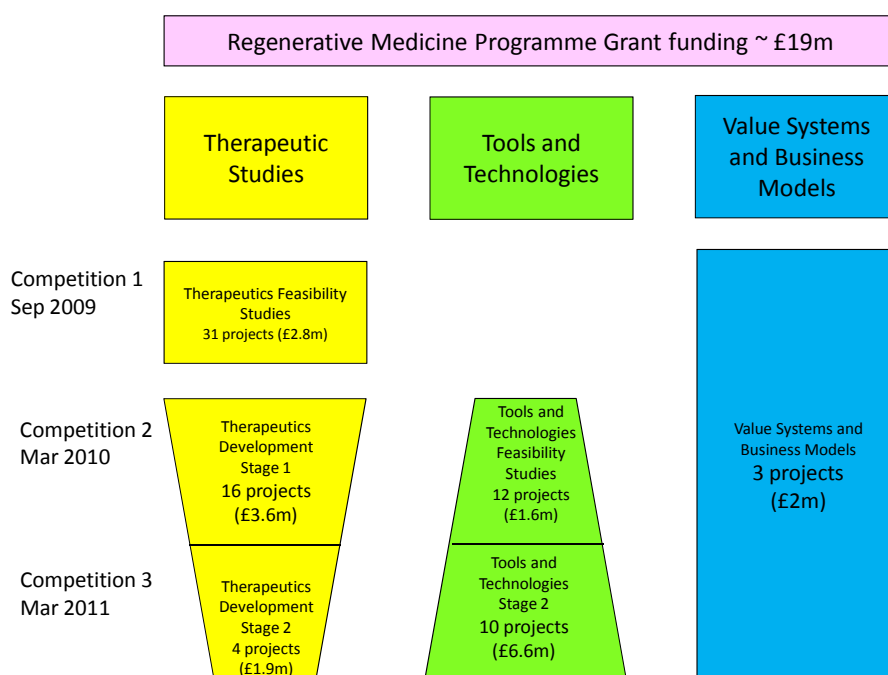 Regenerative Medicine Programme Grant funding ~ £19m
Therapeutic
Studies
Tools and
Technologies
Value Systems
and Business
Models
Competition 1
Sep 2009
Therapeutics Feasibility
Studies
31 projects (£2.8m)
Competition 2
Mar 2010
Therapeutics
Development
Stage 1
16 projects
(£3.6m)
Tools and
Technologies
Feasibility
Studies
12 projects
(£1.6m)
Value Systems and
Business Models
3 projects
(£2m)
Competition 3
Mar 2011
Therapeutics
Development
Stage 2
4 projects
(£1.9m)
Tools and
Technologies
Stage 2
10 projects
(£6.6m)